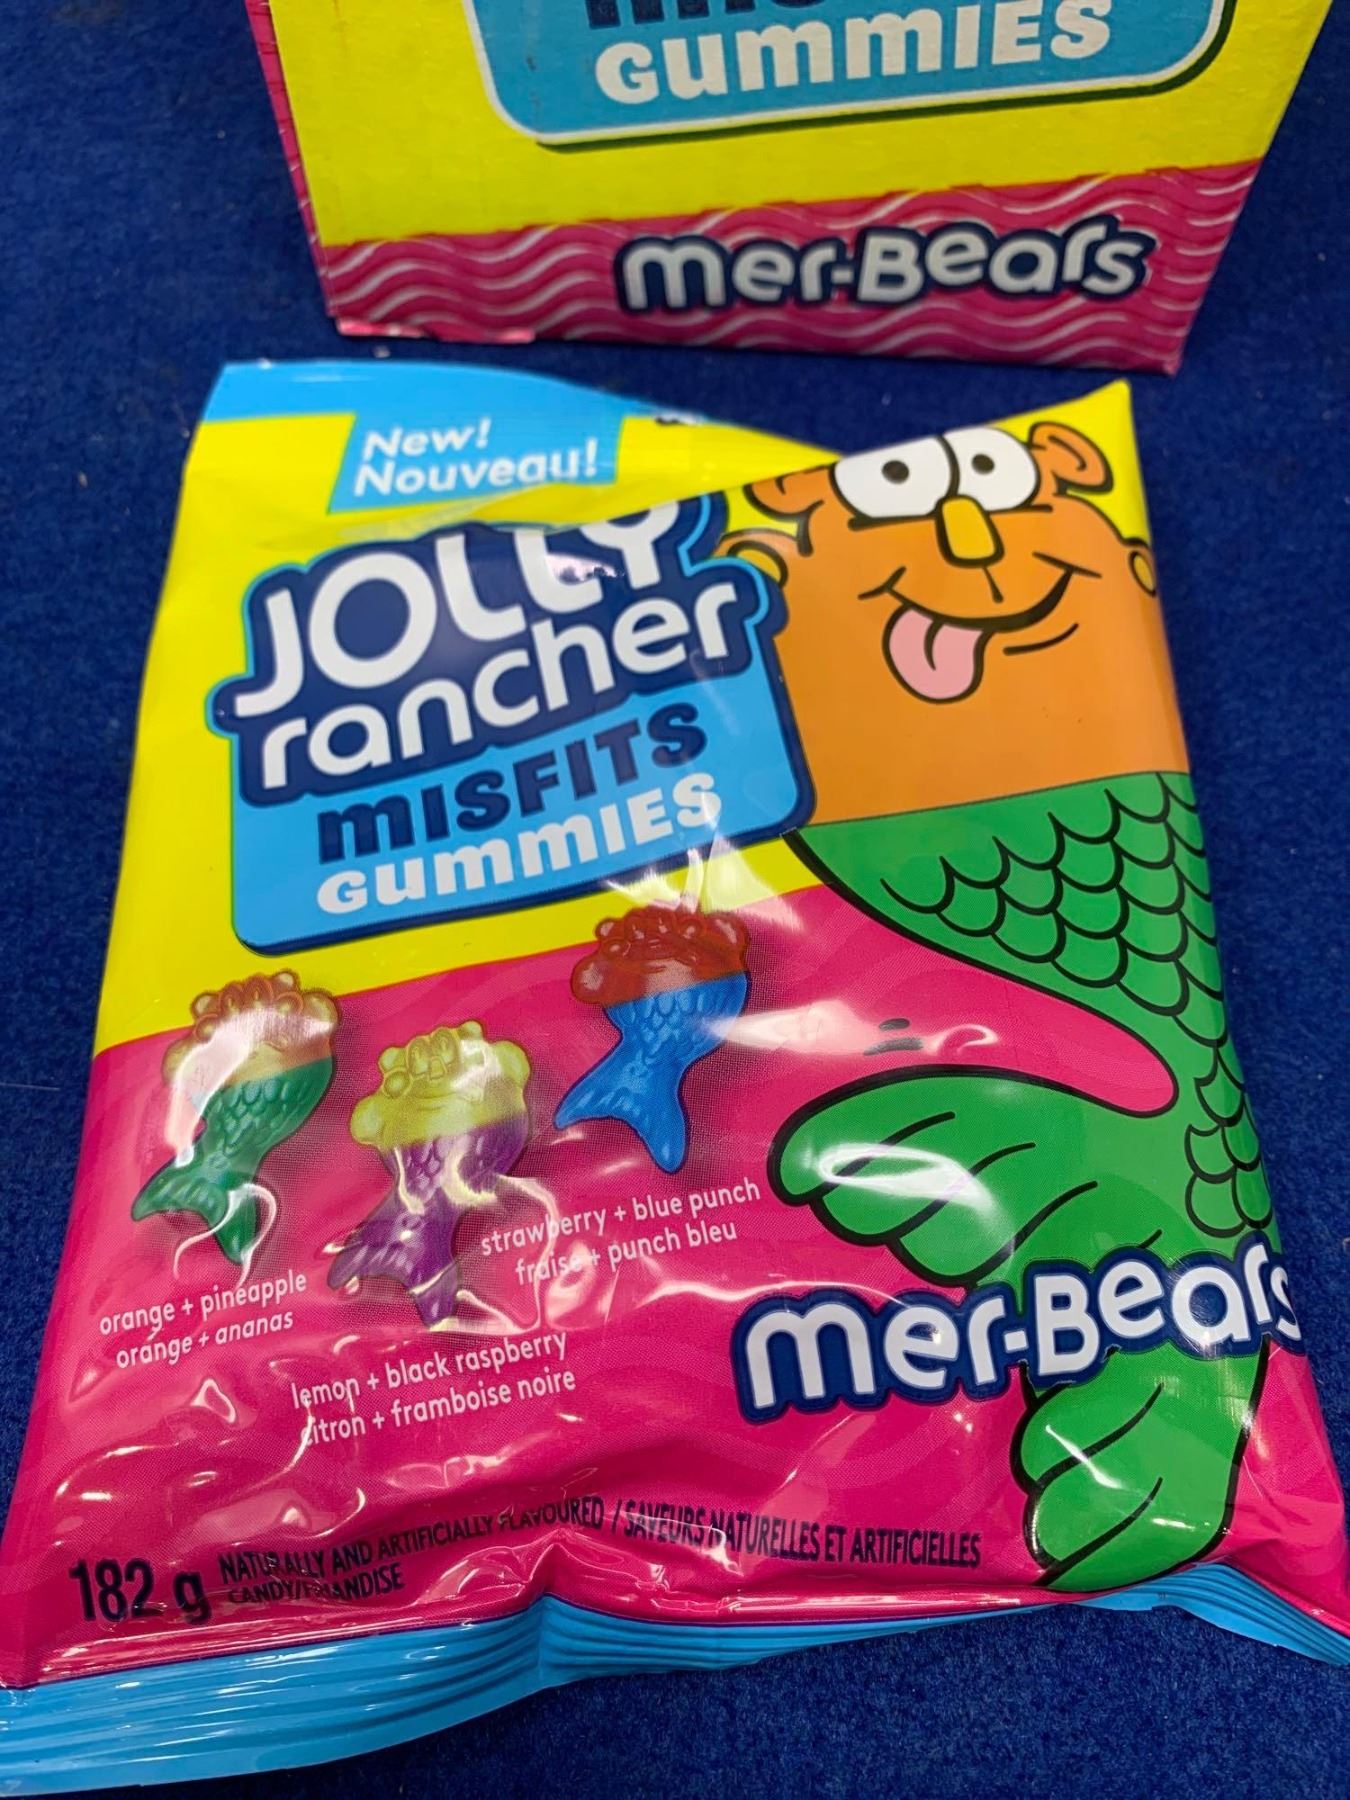 GUMMIES
mer-Bears
New!
Nouveau!
JOLLY
rancher
MISFITS
GUMMIES
strawberry + blue punch
fraise + punch bleu
orange + pineapple
orange + ananas
lemon + black raspberry
citron + framboise noire
mer-Bears
182 g
NATURALLY AND ARTIFICIALLY FLAVOURED / SAVEURS NATURELLES ET ARTIFICIELLES
CANDY/FRIANDISE